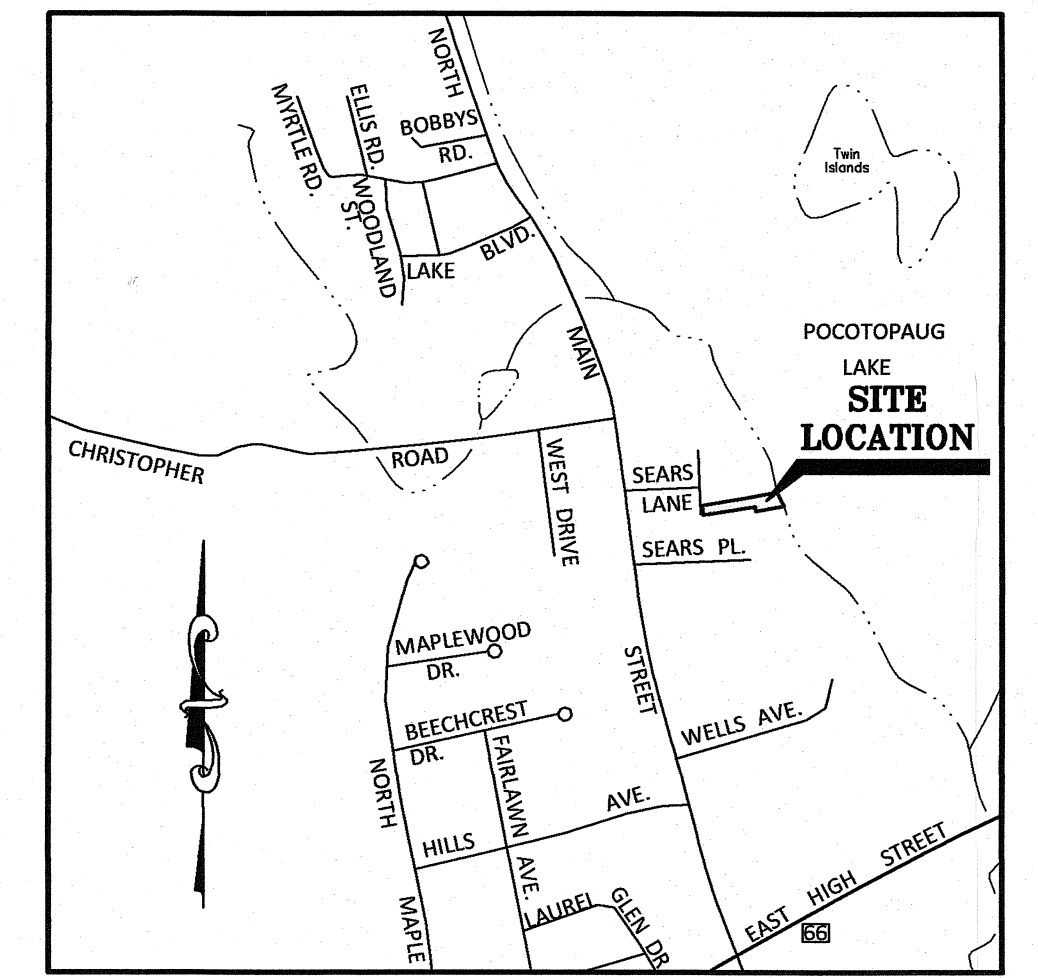 NORTH
MYRTLE RD.
ELLIS RD.
BOBBYS
RD.
WOODLAND
ST.
LAKE
BLVD.
Twin
Islands
MAIN
POCOTOPAUG
LAKE
SITE
LOCATION
CHRISTOPHER
ROAD
WEST DRIVE
SEARS
LANE
SEARS PL.
MAPLEWOOD
DR.
STREET
BEECHCREST
DR.
WELLS AVE.
FAIRLAWN
AVE.
NORTH
MAPLE
HILLS
AVE.
LAUREL
GLEN DR
EAST HIGH STREET
66